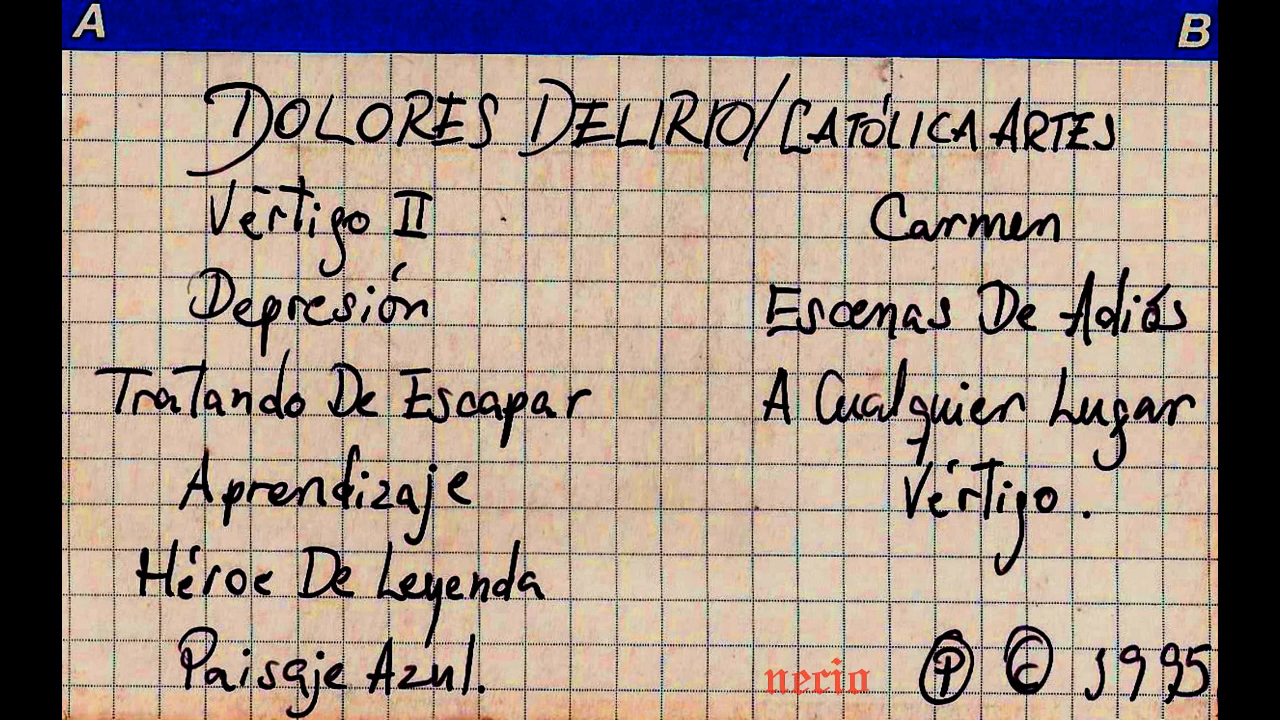 A B
DOLORES DELIRIO/CATÓLICA ARTES
Vértigo II
Depresión
Tratando De Escapar
Aprendizaje
Héroe De Leyenda
Paisaje Azul.
Carmen
Escenas De Adiós
A Cualquier Lugar
Vértigo.
necio
Ⓟ © 1995